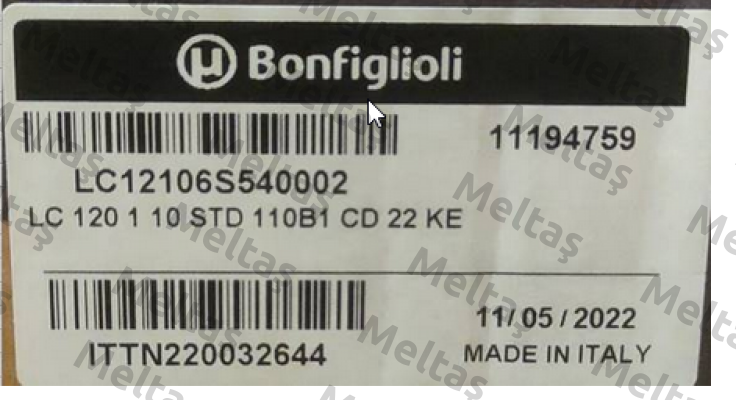 Bonfiglioli
11194759
LC12106S540002
LC 120 1 10 STD 110B1 CD 22 KE
11/05/2022
ITTN220032644
MADE IN ITALY
Meltaş